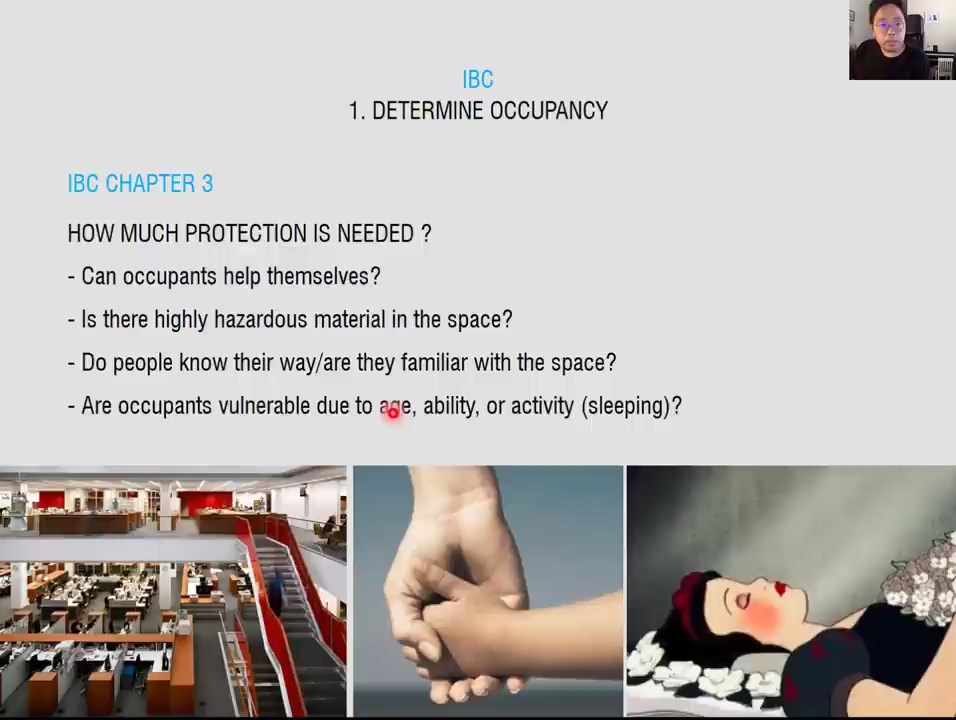 IBC
1. DETERMINE OCCUPANCY
IBC CHAPTER 3
HOW MUCH PROTECTION IS NEEDED ?
- Can occupants help themselves?
- Is there highly hazardous material in the space?
- Do people know their way/are they familiar with the space?
- Are occupants vulnerable due to age, ability, or activity (sleeping)?